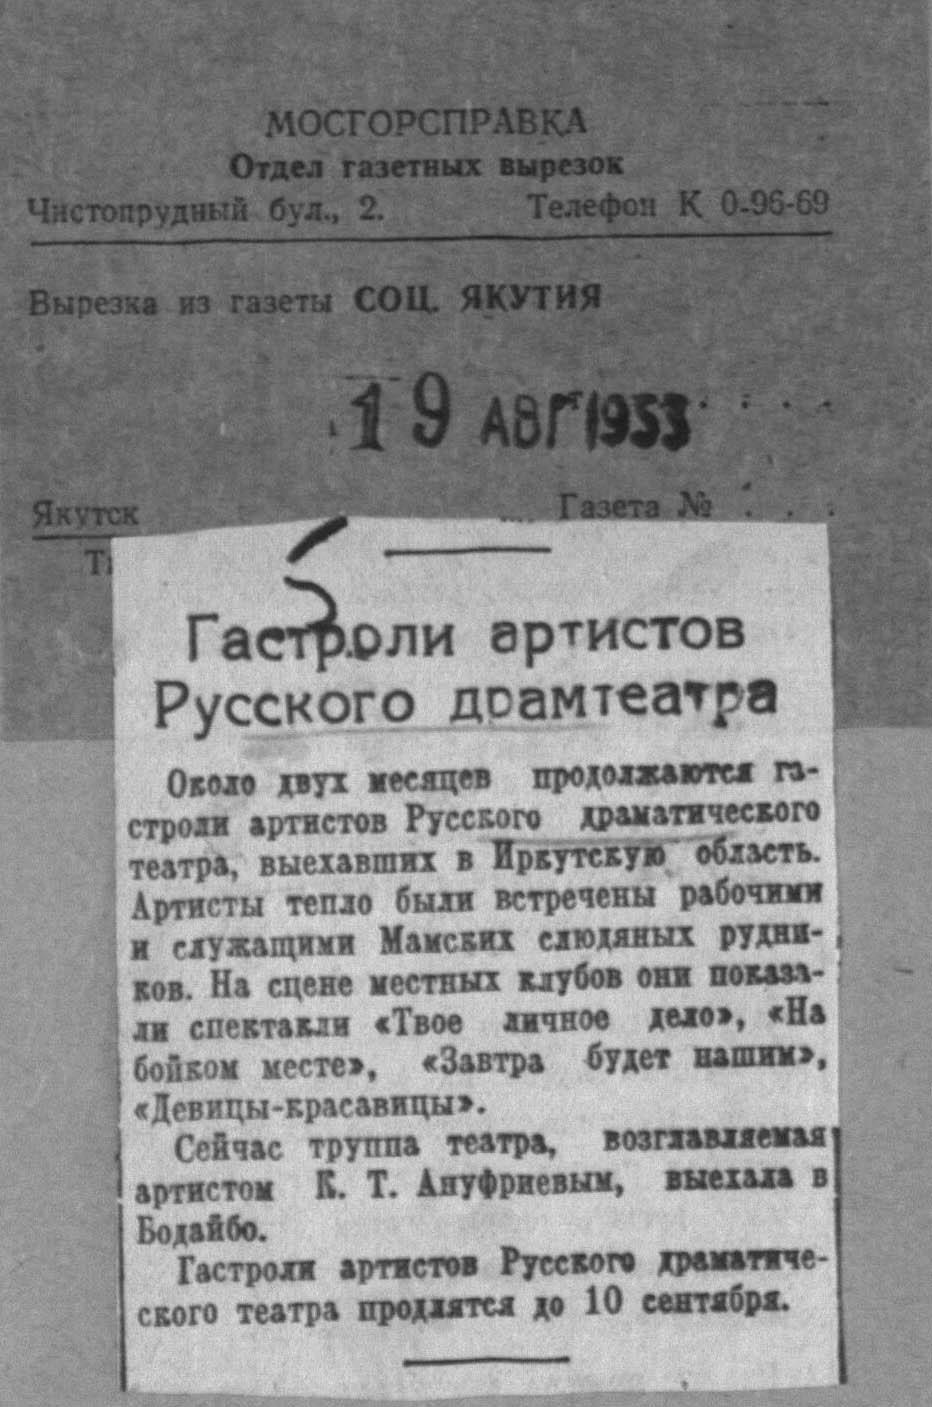 МОСГОРСПРАВКА
Отдел газетных вырезок
Чистопрудный бул., 2. Телефон К 0-96-69
Вырезка из газеты СОЦ. ЯКУТИЯ
19 АВГ 1953
Якутск Газета №
5
Гастроли артистов
Русского драмтеатра
Около двух месяцев продолжаются га-
строли артистов Русского драматического
театра, выехавших в Иркутскую область.
Артисты тепло были встречены рабочими
и служащими Мамских слюдяных рудни-
ков. На сцене местных клубов они показа-
ли спектакли «Твое личное дело», «На
бойком месте», «Завтра будет нашим»,
«Девицы-красавицы».
Сейчас труппа театра, возглавляемая
артистом К. Т. Ануфриевым, выехала в
Бодайбо.
Гастроли артистов Русского драматиче-
ского театра продлятся до 10 сентября.